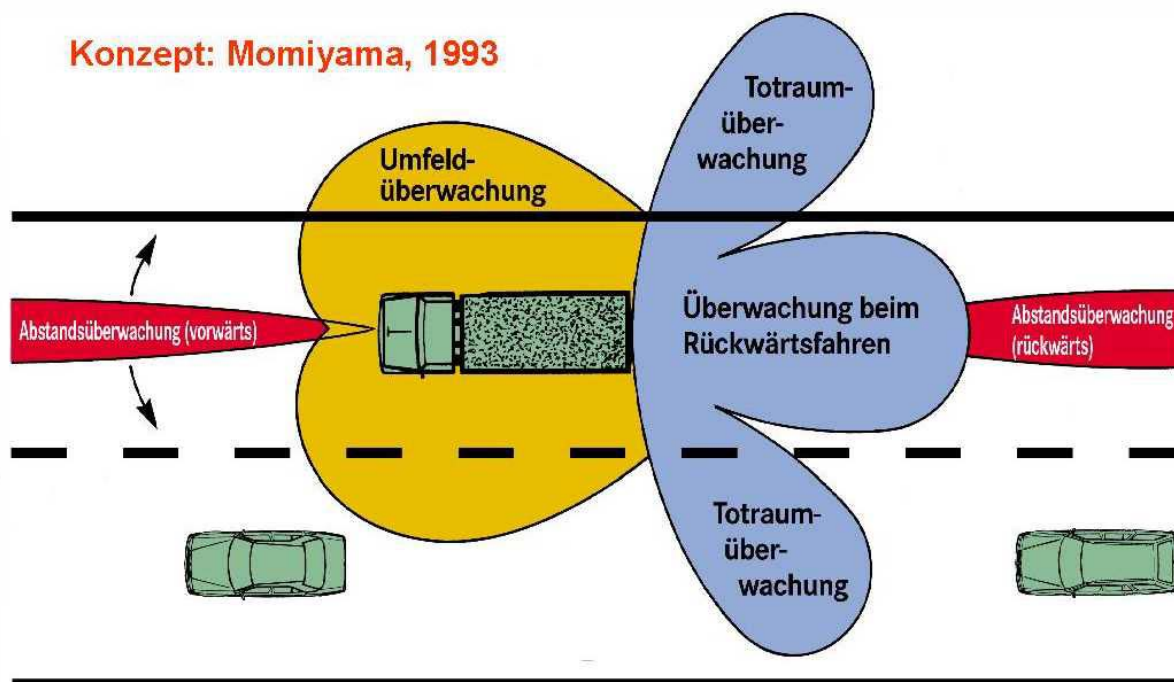 Konzept: Momiyama, 1993
Totraum-
über-
wachung
Umfeld-
überwachung
Abstandsüberwachung (vorwärts)
Überwachung beim
Rückwärtsfahren
Abstandsüberwachung
(rückwärts)
Totraum-
über-
wachung